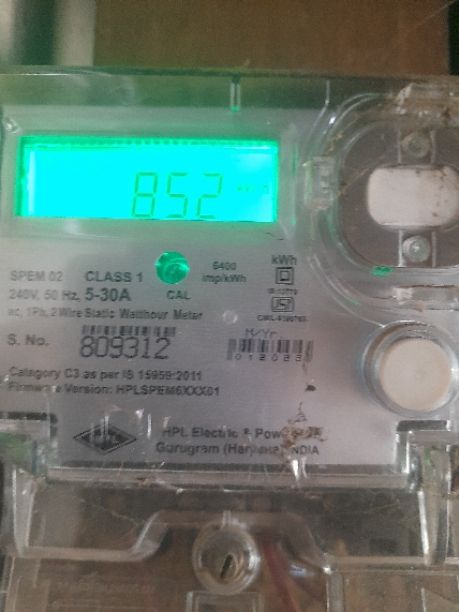 852
6400
imp/kWh
kWh
SPEM 02 CLASS 1
CAL
240V, 50 Hz, 5-30A
ac, 1Ph, 2 Wire Static Watthour Meter
M/Yr
S. No. 809312
Category C3 as per IS 15959:2011
Firmware Version: HPLSPEM6XXX01
HPL
HPL Electric & Power
Gurugram (Haryana) INDIA